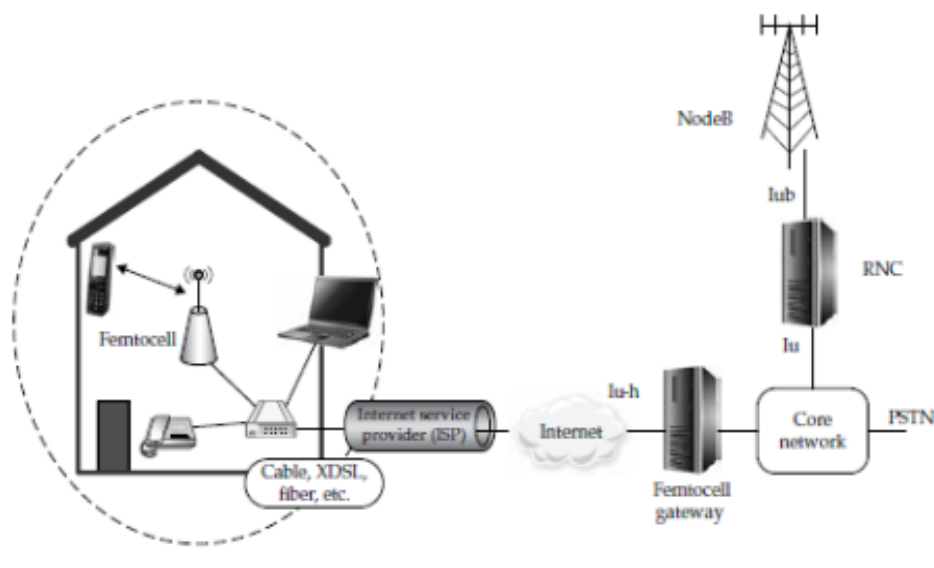 NodeB
Iub
RNC
Iu
Femtocell
Iu-h
Internet service
provider (ISP)
Internet
Core
network
PSTN
Cable, XDSL,
fiber, etc.
Femtocell
gateway